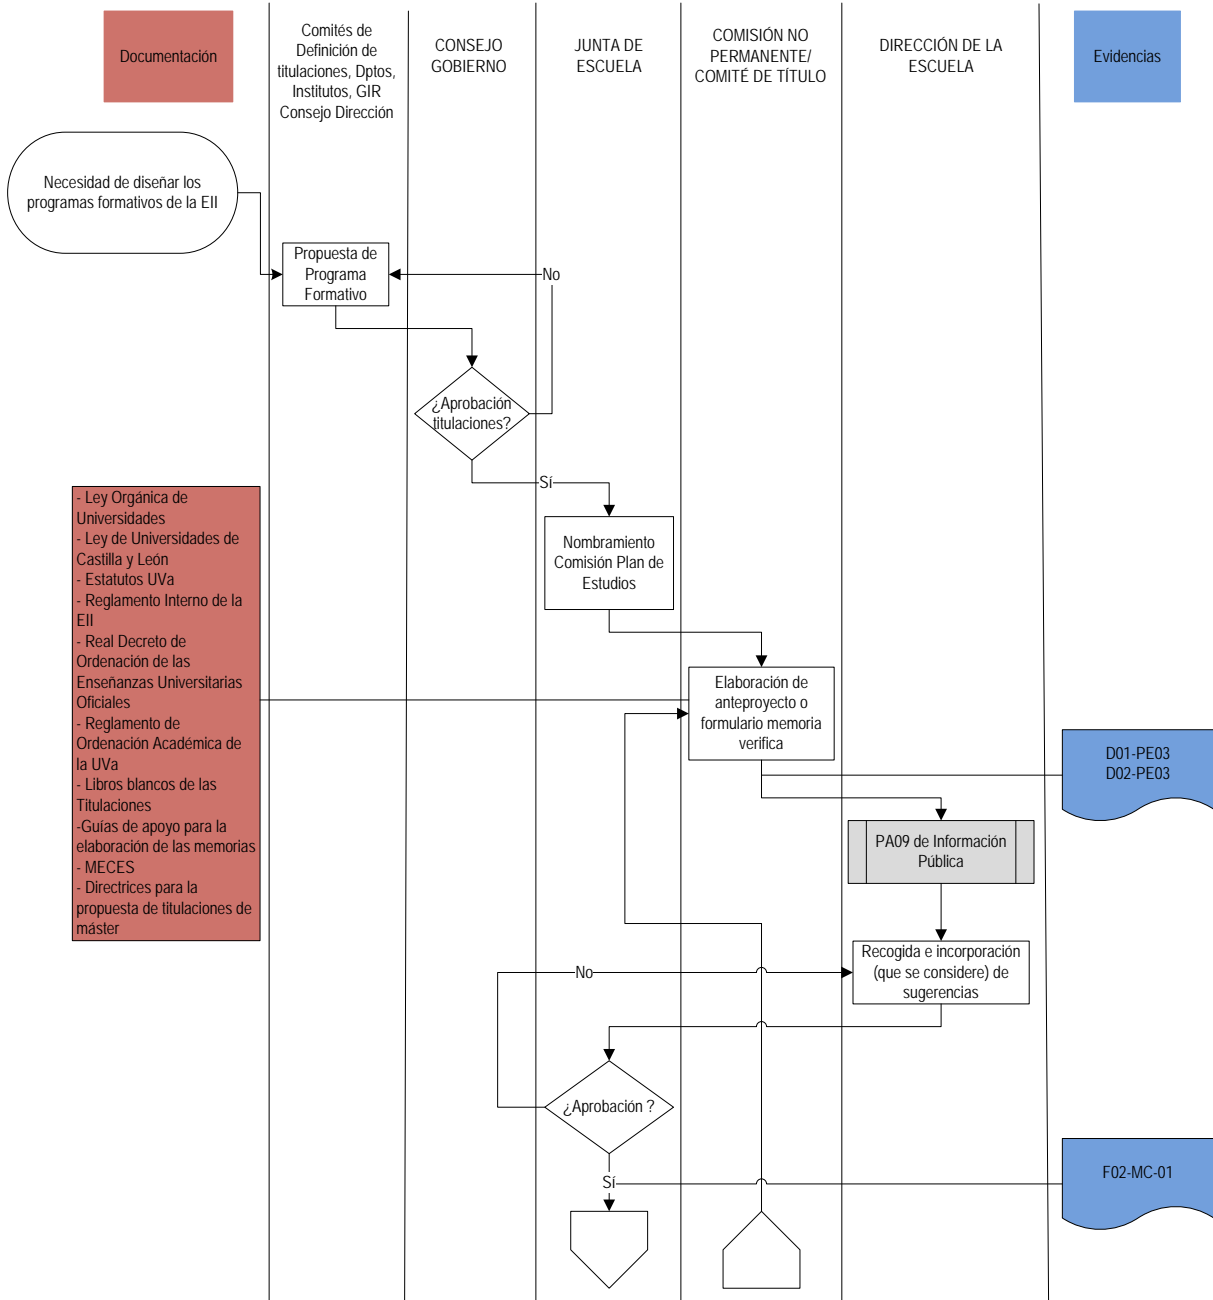 Documentación
Comités de
Definición de
titulaciones, Dptos,
Institutos, GIR
Consejo Dirección
CONSEJO
GOBIERNO
JUNTA DE
ESCUELA
COMISIÓN NO
PERMANENTE/
COMITÉ DE TÍTULO
DIRECCIÓN DE LA
ESCUELA
Evidencias
Necesidad de diseñar los
programas formativos de la EII
Propuesta de
Programa
Formativo
No
¿Aprobación
titulaciones?
Sí
- Ley Orgánica de
Universidades
- Ley de Universidades de
Castilla y León
- Estatutos UVa
- Reglamento Interno de la
EII
- Real Decreto de
Ordenación de las
Enseñanzas Universitarias
Oficiales
- Reglamento de
Ordenación Académica de
la UVa
- Libros blancos de las
Titulaciones
-Guías de apoyo para la
elaboración de las memorias
- MECES
- Directrices para la
propuesta de titulaciones de
máster
Nombramiento
Comisión Plan de
Estudios
Elaboración de
anteproyecto o
formulario memoria
verifica
D01-PE03
D02-PE03
PA09 de Información
Pública
Recogida e incorporación
(que se considere) de
sugerencias
No
¿Aprobación ?
Sí
F02-MC-01